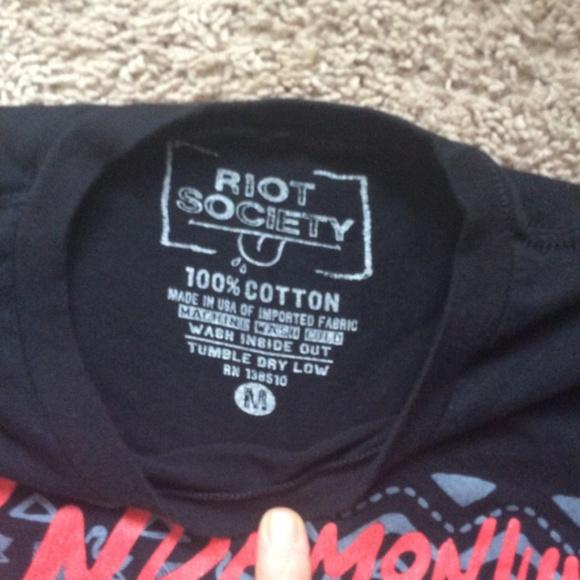 RIOT
SOCIETY
100% COTTON
MADE IN USA OF IMPORTED FABRIC
MACHINE WASH COLD
WASH INSIDE OUT
TUMBLE DRY LOW
RN 138510
M